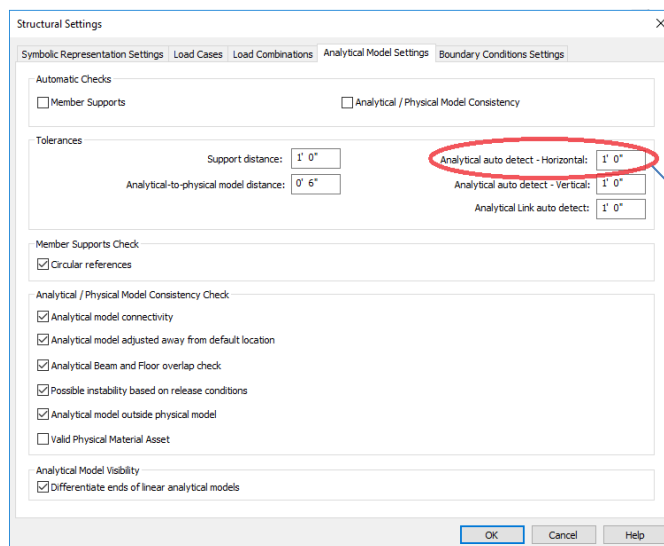 Structural Settings
Symbolic Representation Settings Load Cases Load Combinations Analytical Model Settings Boundary Conditions Settings
Automatic Checks
Member Supports Analytical / Physical Model Consistency
Tolerances
Support distance: 1' 0" Analytical auto detect - Horizontal: 1' 0"
Analytical-to-physical model distance: 0' 6" Analytical auto detect - Vertical: 1' 0"
Analytical Link auto detect: 1' 0"
Member Supports Check
Circular references
Analytical / Physical Model Consistency Check
Analytical model connectivity
Analytical model adjusted away from default location
Analytical Beam and Floor overlap check
Possible instability based on release conditions
Analytical model outside physical model
Valid Physical Material Asset
Analytical Model Visibility
Differentiate ends of linear analytical models
OK Cancel Help